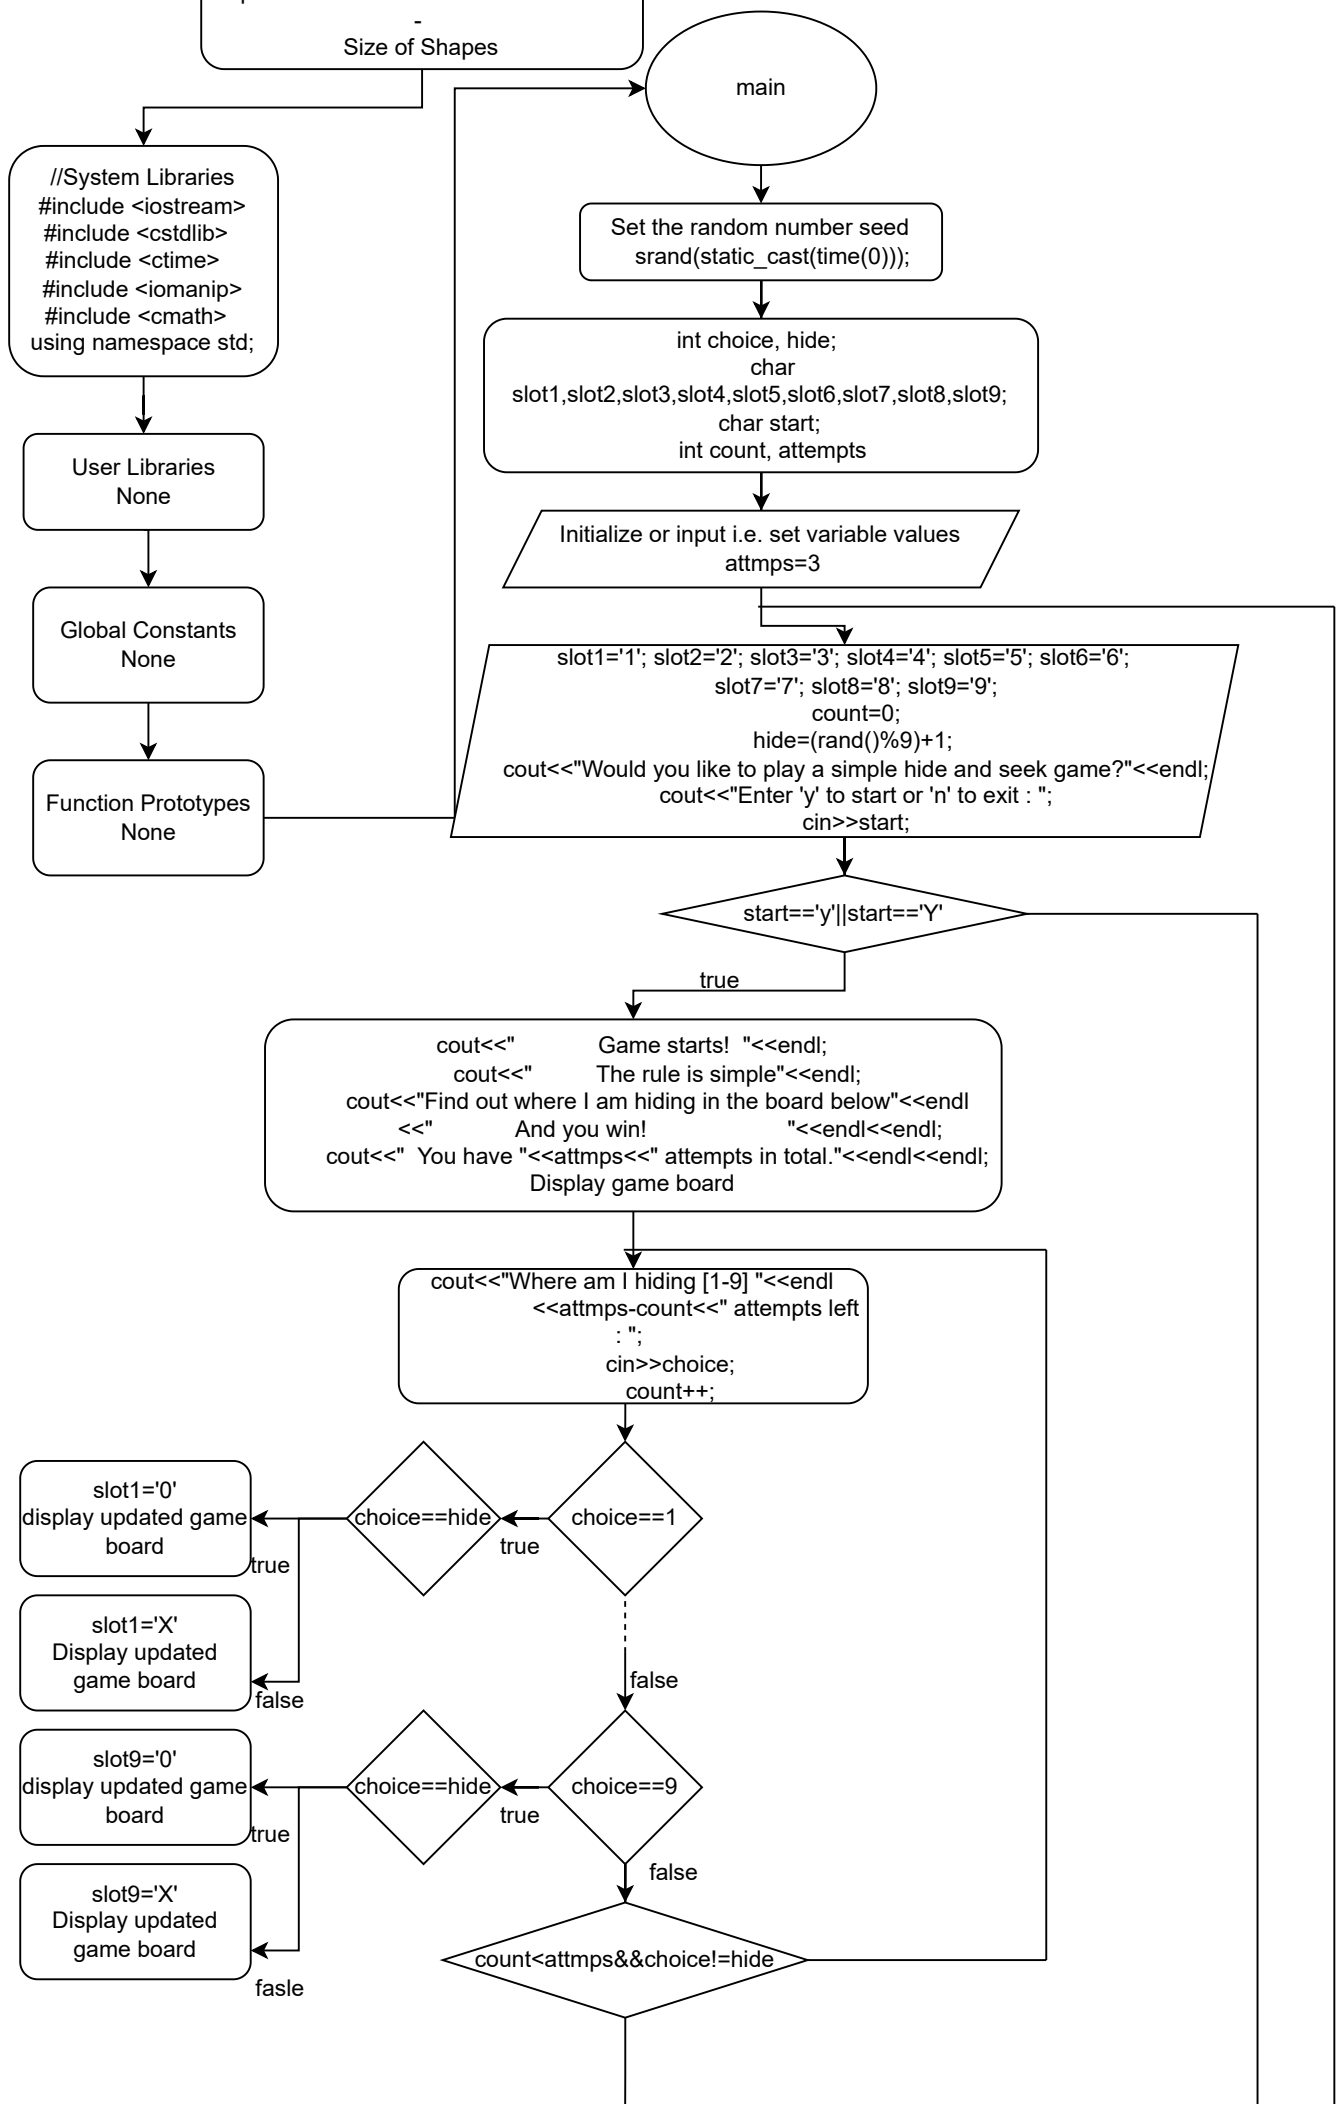 -
Size of Shapes
//System Libraries
#include <iostream>
#include <cstdlib>
#include <ctime>
#include <iomanip>
#include <cmath>
using namespace std;
User Libraries
None
Global Constants
None
Function Prototypes
None
main
Set the random number seed
srand(static_cast(time(0)));
int choice, hide;
char
slot1,slot2,slot3,slot4,slot5,slot6,slot7,slot8,slot9;
char start;
int count, attempts
Initialize or input i.e. set variable values
attmps=3
slot1='1'; slot2='2'; slot3='3'; slot4='4'; slot5='5'; slot6='6';
slot7='7'; slot8='8'; slot9='9';
count=0;
hide=(rand()%9)+1;
cout<<"Would you like to play a simple hide and seek game?"<<endl;
cout<<"Enter 'y' to start or 'n' to exit : ";
cin>>start;
start=='y'||start=='Y'
true
cout<<"             Game starts!  "<<endl;
cout<<"          The rule is simple"<<endl;
cout<<"Find out where I am hiding in the board below"<<endl
<<"             And you win!                      "<<endl<<endl;
cout<<"  You have "<<attmps<<" attempts in total."<<endl<<endl;
Display game board
cout<<"Where am I hiding [1-9] "<<endl
<<attmps-count<<" attempts left
: ";
cin>>choice;
count++;
choice==1
true
choice==hide
true
slot1='0'
display updated game
board
slot1='X'
Display updated
game board
false
false
choice==9
true
choice==hide
true
slot9='0'
display updated game
board
slot9='X'
Display updated
game board
fasle
false
count<attmps&&choice!=hide